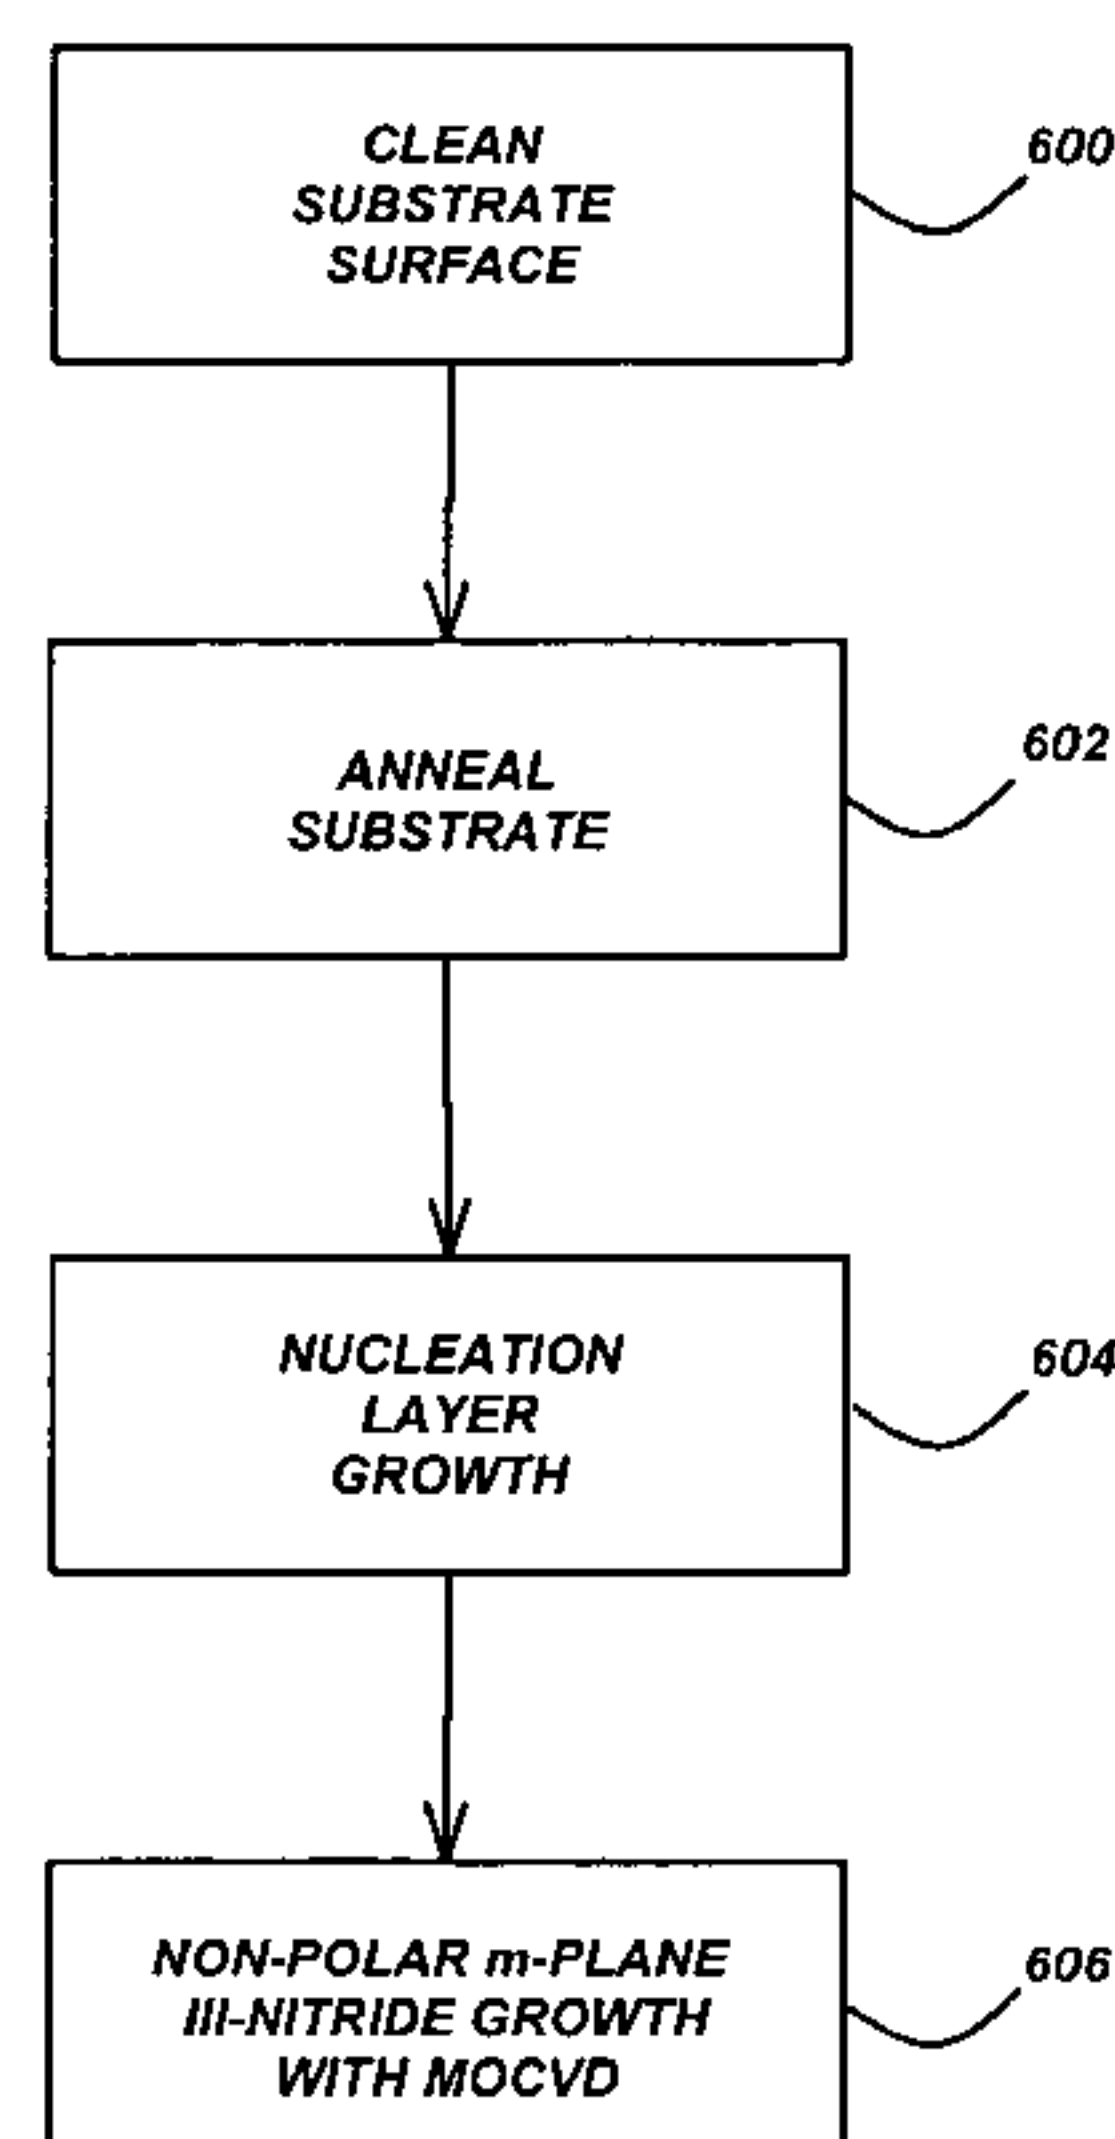 CLEAN
SUBSTRATE
SURFACE
600
ANNEAL
SUBSTRATE
602
NUCLEATION
LAYER
GROWTH
604
NON-POLAR m-PLANE
III-NITRIDE GROWTH
WITH MOCVD
606